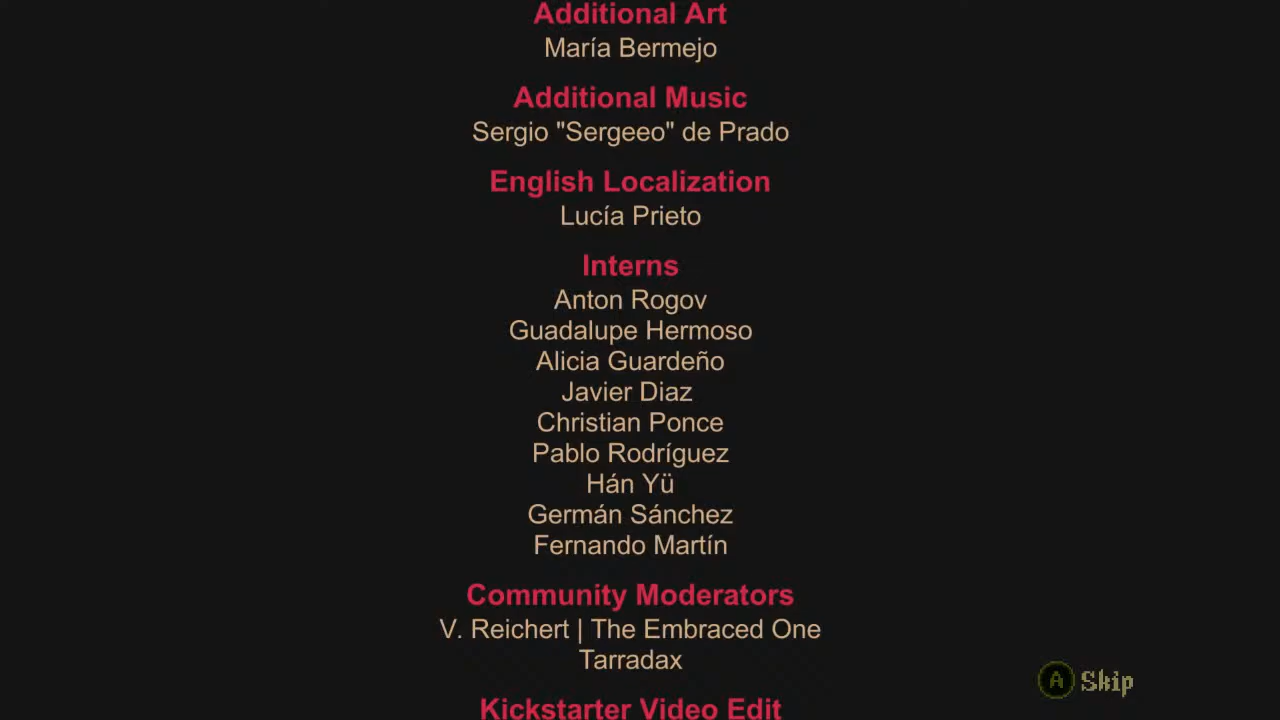 Additional Art
María Bermejo
Additional Music
Sergio "Sergeeo" de Prado
English Localization
Lucía Prieto
Interns
Anton Rogov
Guadalupe Hermoso
Alicia Guardeño
Javier Diaz
Christian Ponce
Pablo Rodríguez
Hán Yü
Germán Sánchez
Fernando Martín
Community Moderators
V. Reichert | The Embraced One
Tarradax
A Skip
Kickstarter Video Edit